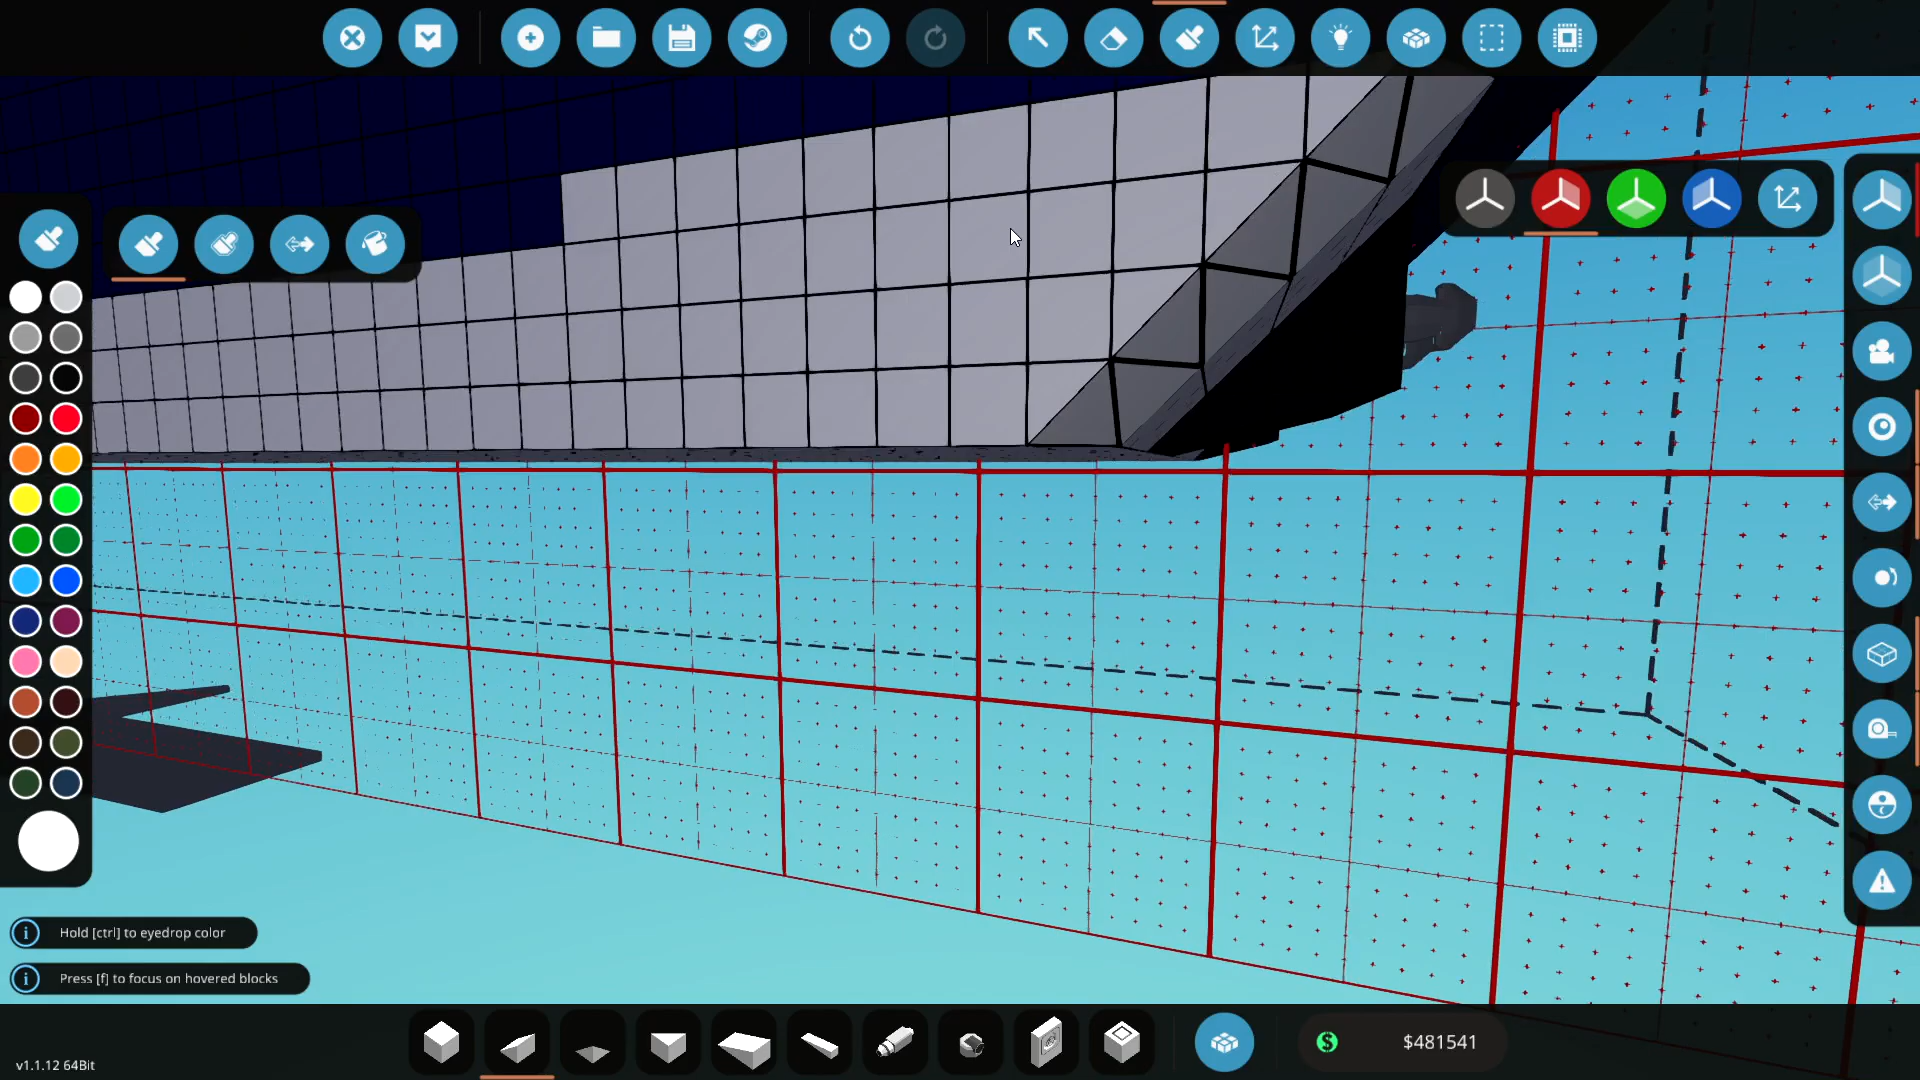 Hold [ctrl] to eyedrop color
Press [f] to focus on hovered blocks
v1.1.12 64Bit
$481541